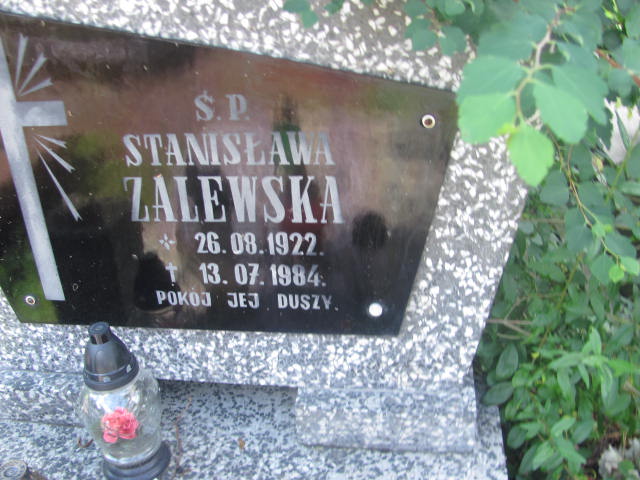 Ś.P.
STANISŁAWA
ZALEWSKA
* 26.08.1922.
† 13.07.1984.
POKÓJ JEJ DUSZY.